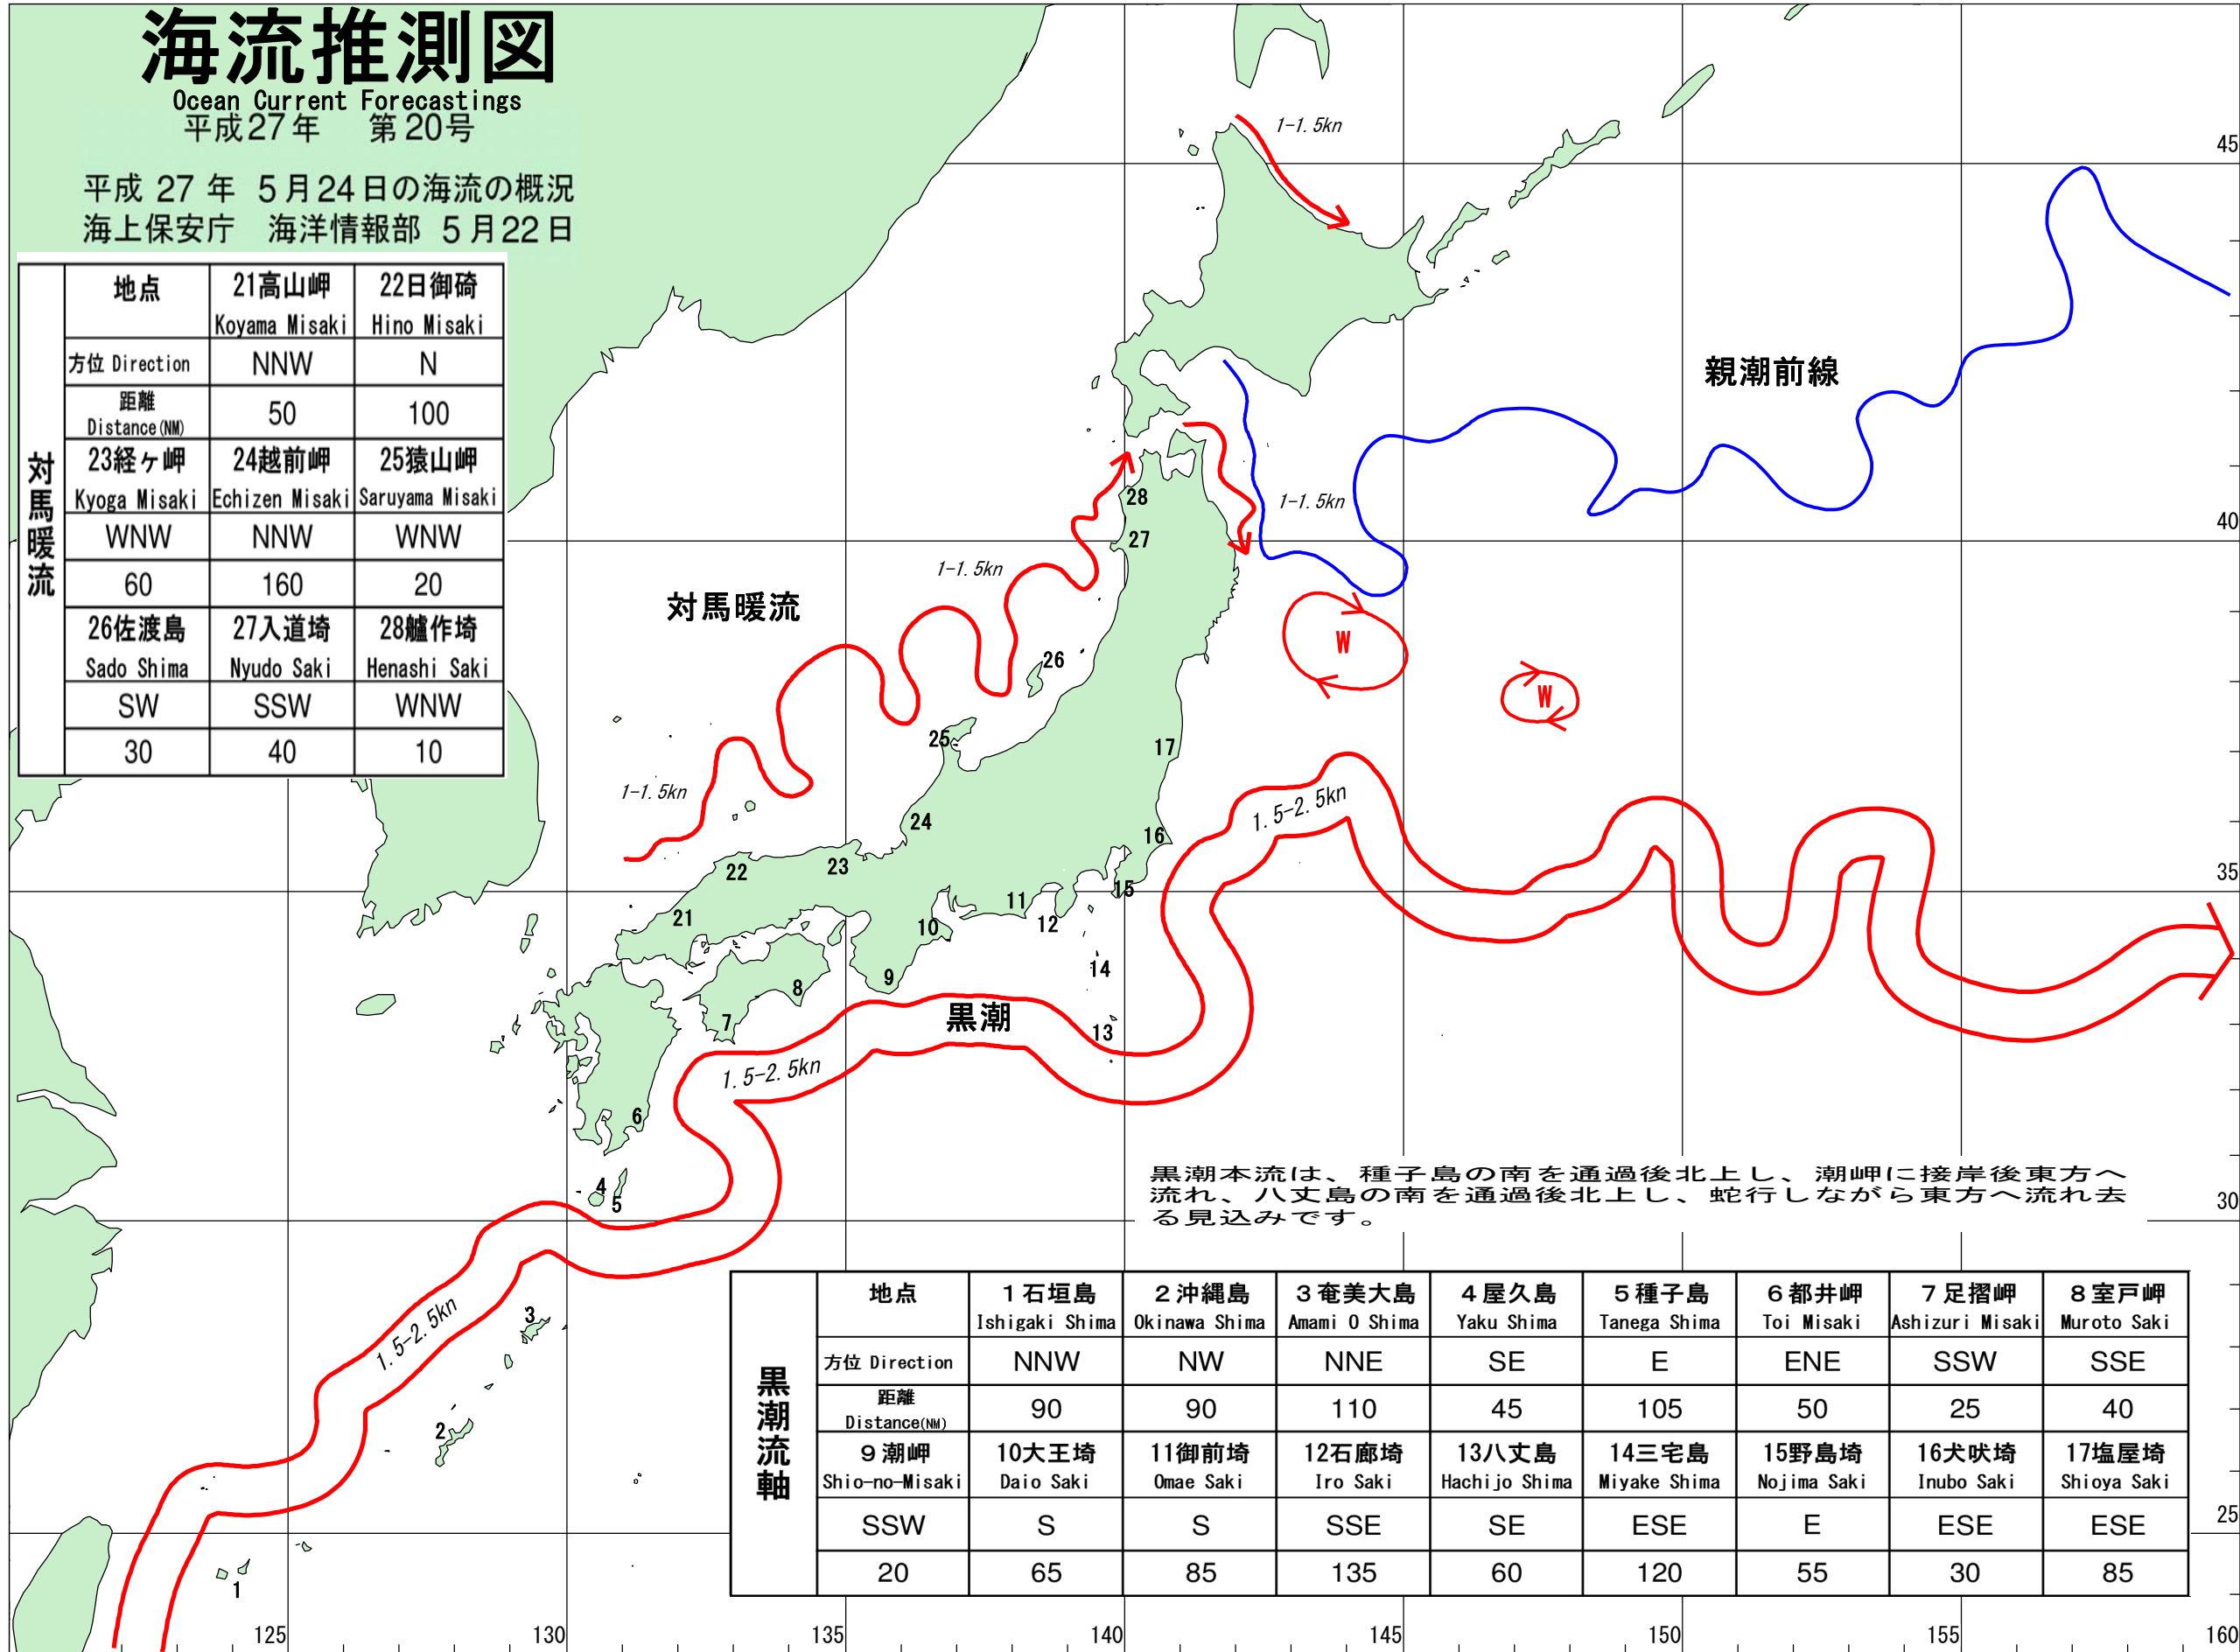 海流推測図
Ocean Current Forecastings
平成27年 第20号
平成 27 年 5月24日の海流の概況
海上保安庁 海洋情報部 5月22日
対馬暖流
地点 21高山岬 22日御碕
Koyama Misaki Hino Misaki
方位 Direction NNW N
距離 Distance(NM) 50 100
23経ヶ岬 24越前岬 25猿山岬
Kyoga Misaki Echizen Misaki Saruyama Misaki
WNW NNW WNW
60 160 20
26佐渡島 27入道埼 28艫作埼
Sado Shima Nyudo Saki Henashi Saki
SW SSW WNW
30 40 10
1-1.5kn
45
親潮前線
1-1.5kn
28
40
27
1-1.5kn
対馬暖流
W
26
W
25
17
1-1.5kn
1.5-2.5kn
24
16
22
23
35
15
11
21
10
12
14
9
8
黒潮
7
13
1.5-2.5kn
6
4
5
30
黒潮本流は、種子島の南を通過後北上し、潮岬に接岸後東方へ
流れ、八丈島の南を通過後北上し、蛇行しながら東方へ流れ去
る見込みです。
3
1.5-2.5kn
2
黒潮流軸
地点 1石垣島 2沖縄島 3奄美大島 4屋久島 5種子島 6都井岬 7足摺岬 8室戸岬
Ishigaki Shima Okinawa Shima Amami O Shima Yaku Shima Tanega Shima Toi Misaki Ashizuri Misaki Muroto Saki
方位 Direction NNW NW NNE SE E ENE SSW SSE
距離 Distance(NM) 90 90 110 45 105 50 25 40
9潮岬 10大王埼 11御前埼 12石廊埼 13八丈島 14三宅島 15野島埼 16犬吠埼 17塩屋埼
Shio-no-Misaki Daio Saki Omae Saki Iro Saki Hachijo Shima Miyake Shima Nojima Saki Inubo Saki Shioya Saki
SSW S S SSE SE ESE E ESE ESE
20 65 85 135 60 120 55 30 85
25
1
125 130 135 140 145 150 155 160